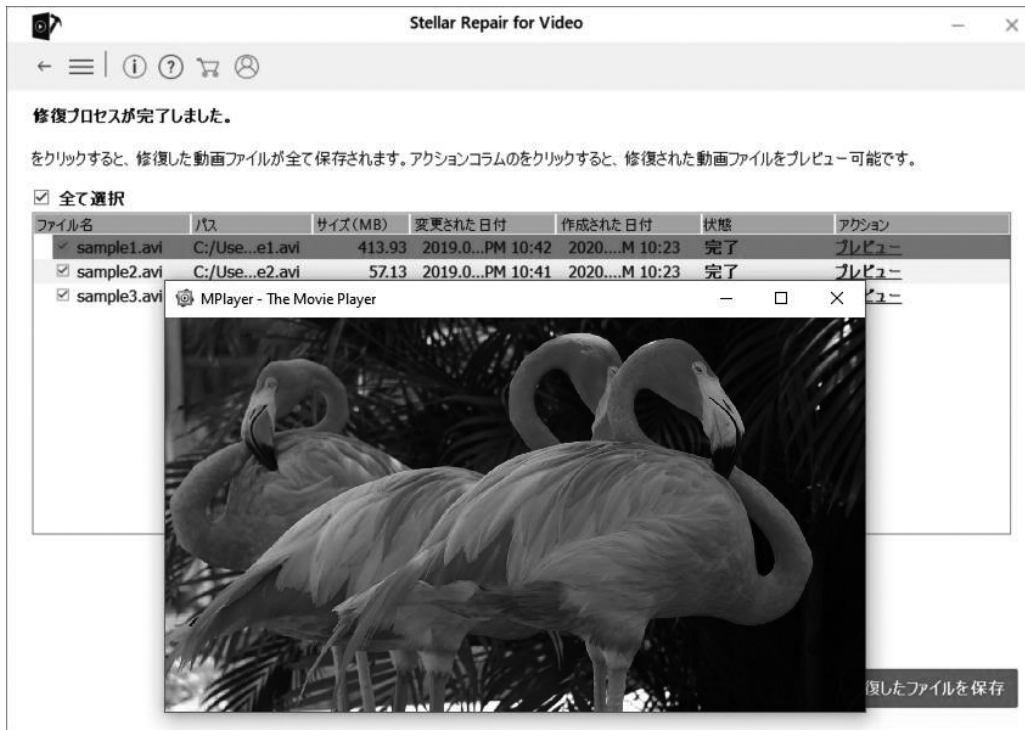 Stellar Repair for Video
修復プロセスが完了しました。
をクリックすると、修復した動画ファイルが全て保存されます。アクションコラムのをクリックすると、修復された動画ファイルをプレビュー可能です。
全て選択
ファイル名 パス サイズ(MB) 変更された日付 作成された日付 状態 アクション
sample1.avi C:/Use...e1.avi 413.93 2019.0...PM 10:42 2020....M 10:23 完了 プレビュー
sample2.avi C:/Use...e2.avi 57.13 2019.0...PM 10:41 2020....M 10:23 完了 プレビュー
sample3.avi ビュー
MPlayer - The Movie Player
復したファイルを保存